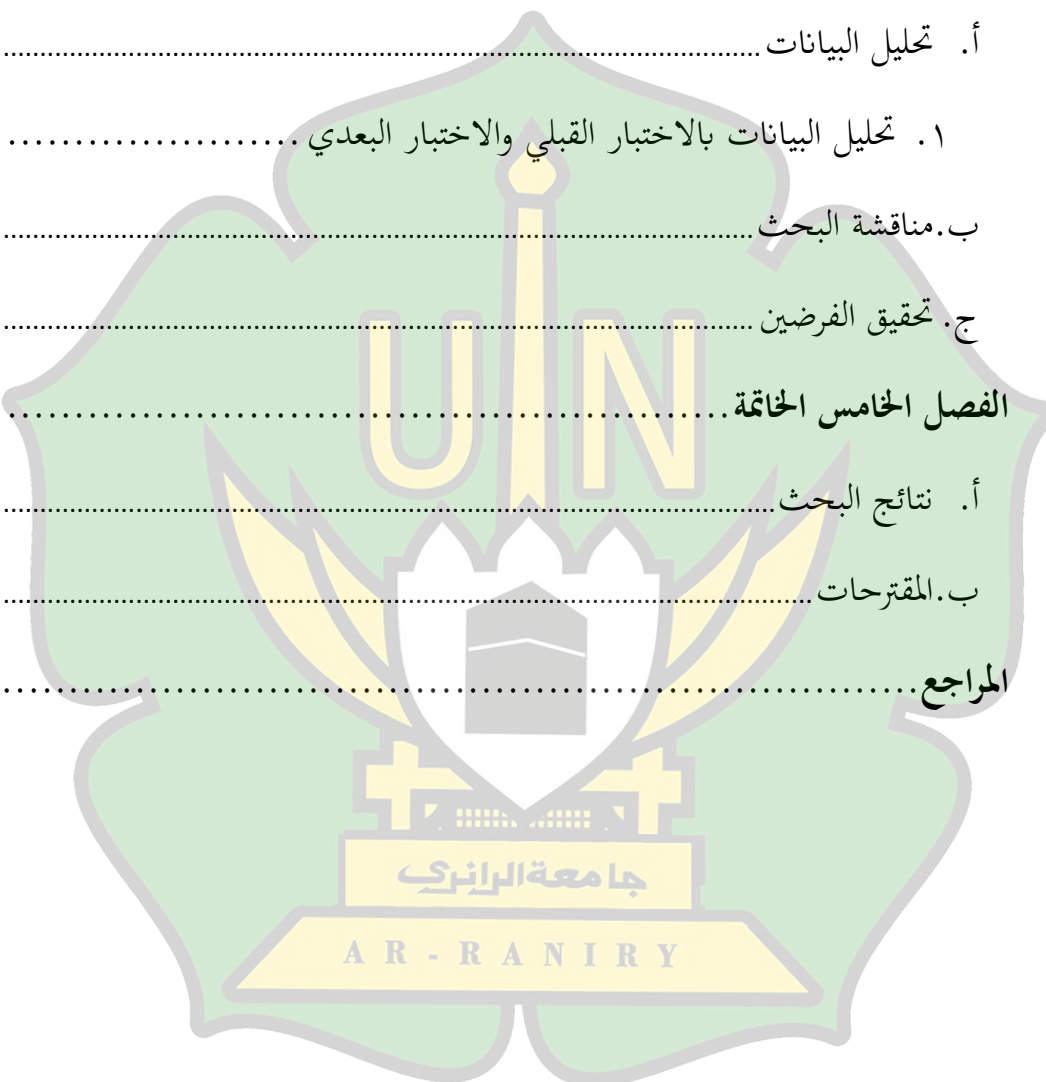 أ. تحليل البيانات ........................................................................................................
١. تحليل البيانات بالاختبار القبلي والاختبار البعدي ......................
ب.مناقشة البحث ........................................................................................................
ج. تحقيق الفرضين ........................................................................................................
الفصل الخامس الخاتمة ......................................................
أ. نتائج البحث ........................................................................................................
ب.المقترحات ........................................................................................................
المراجع ....................................................................
UIN
جامعة الرانري
AR-RANIRY